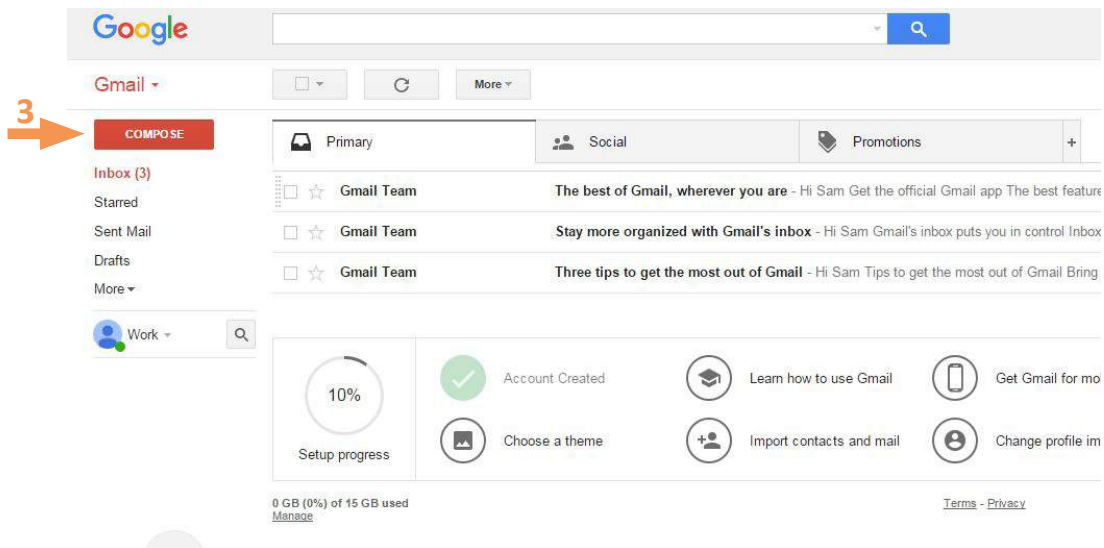 Google
Gmail
More
3
COMPOSE
Primary
Social
Promotions
+
Inbox (3)
Starred
Sent Mail
Drafts
More
Work
Gmail Team The best of Gmail, wherever you are - Hi Sam Get the official Gmail app The best feature
Gmail Team Stay more organized with Gmail's inbox - Hi Sam Gmail's inbox puts you in control Inbox
Gmail Team Three tips to get the most out of Gmail - Hi Sam Tips to get the most out of Gmail Bring
10%
Setup progress
Account Created
Learn how to use Gmail
Get Gmail for mo
Choose a theme
Import contacts and mail
Change profile im
0 GB (0%) of 15 GB used
Manage
Terms - Privacy